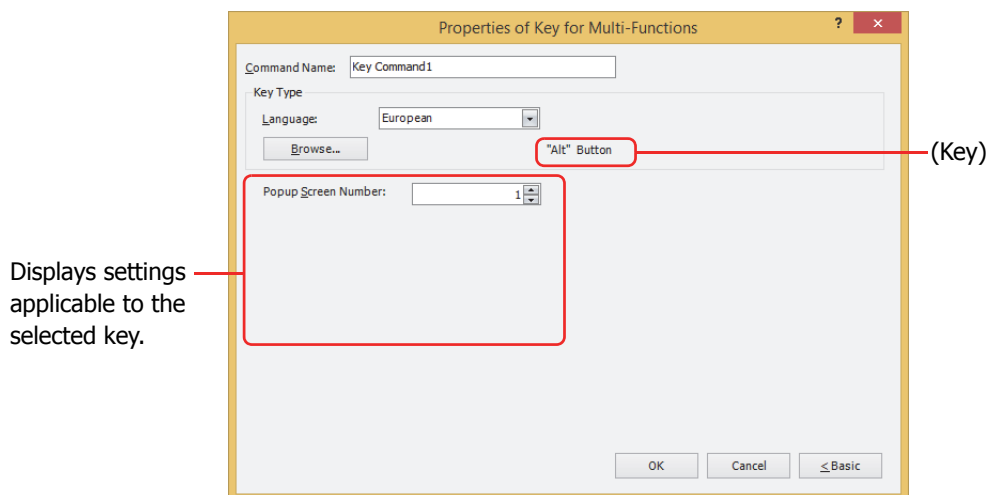 Properties of Key for Multi-Functions
? ×
Command Name: Key Command1
Key Type
Language: European
Browse... "Alt" Button
(Key)
Popup Screen Number: 1
Displays settings
applicable to the
selected key.
OK Cancel < Basic